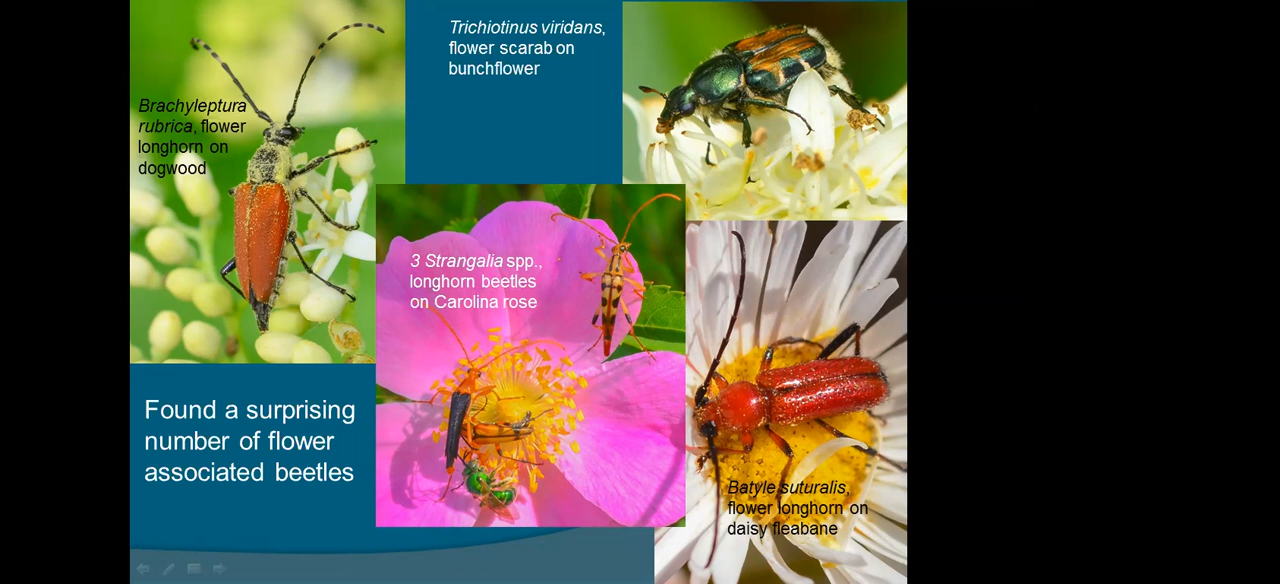 Trichiotinus viridans,
flower scarab on
bunchflower
Brachyleptura
rubrica, flower
longhorn on
dogwood
3 Strangalia spp.,
longhorn beetles
on Carolina rose
Found a surprising
number of flower
associated beetles
Batyle suturalis,
flower longhorn on
daisy fleabane